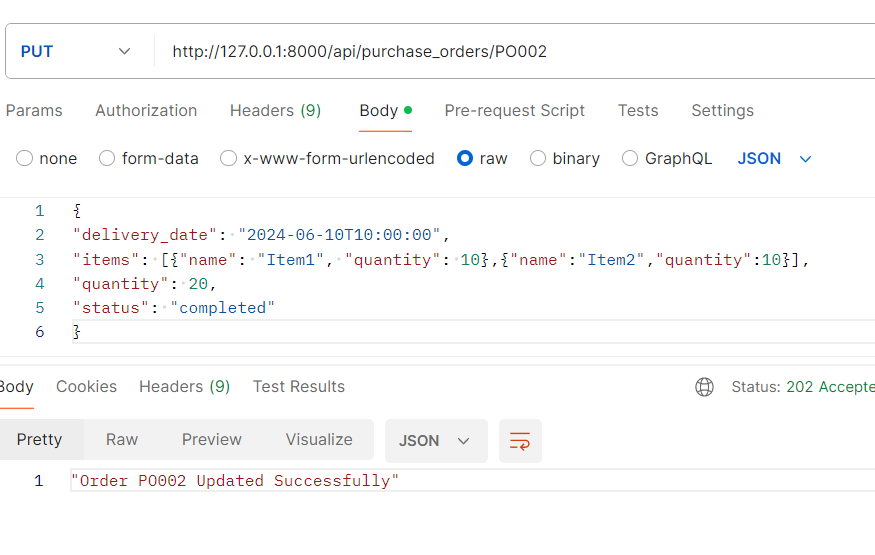 PUT http://127.0.0.1:8000/api/purchase_orders/PO002
Params Authorization Headers (9) Body Pre-request Script Tests Settings
none form-data x-www-form-urlencoded raw binary GraphQL JSON
1 {
2 "delivery_date": "2024-06-10T10:00:00",
3 "items": [{"name": "Item1", "quantity": 10},{"name":"Item2","quantity":10}],
4 "quantity": 20,
5 "status": "completed"
6 }
Body Cookies Headers (9) Test Results Status: 202 Accepte
Pretty Raw Preview Visualize JSON
1 "Order PO002 Updated Successfully"